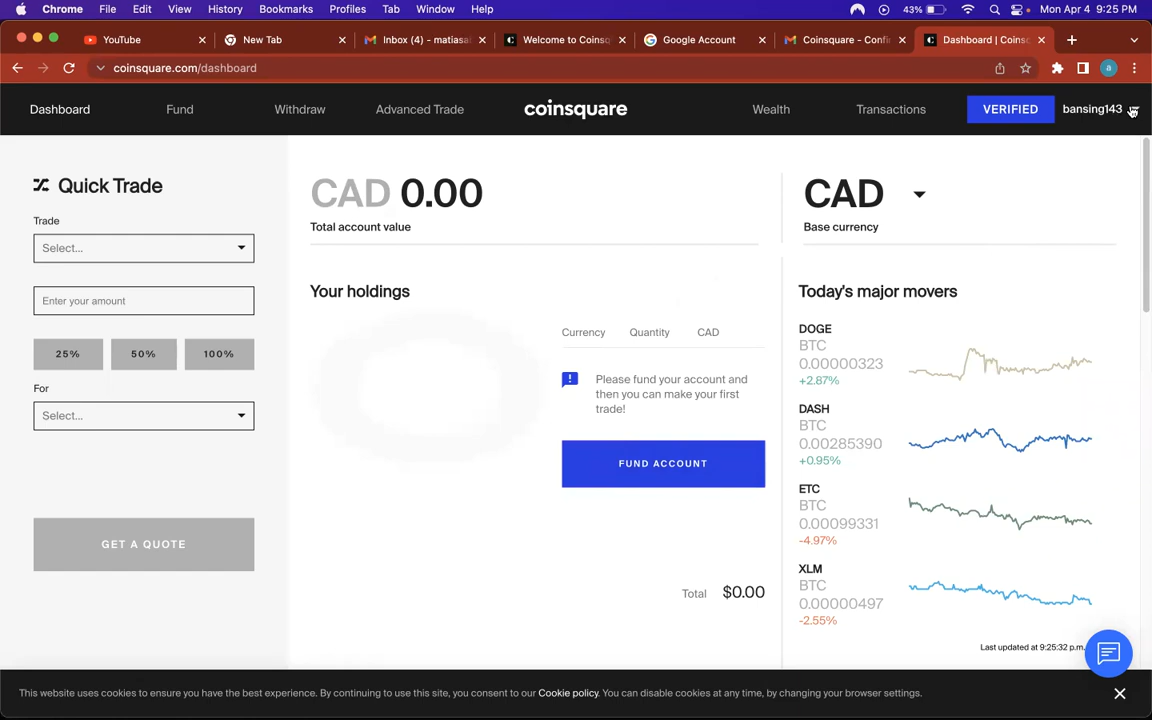 Chrome File Edit View History Bookmarks Profiles Tab Window Help 43% Mon Apr 4 9:25 PM
YouTube New Tab Inbox (4) - matiasa Welcome to Coinsq Google Account Coinsquare - Confi Dashboard | Coins
coinsquare.com/dashboard a
Dashboard Fund Withdraw Advanced Trade coinsquare Wealth Transactions VERIFIED bansing143
Quick Trade
Trade
Select...
Enter your amount
25% 50% 100%
For
Select...
GET A QUOTE
CAD 0.00
Total account value
CAD
Base currency
Your holdings
Currency Quantity CAD
Please fund your account and
then you can make your first
trade!
FUND ACCOUNT
Total $0.00
Today's major movers
DOGE
BTC
0.00000323
+2.87%
DASH
BTC
0.00285390
+0.95%
ETC
BTC
0.00099331
-4.97%
XLM
BTC
0.00000497
-2.55%
Last updated at 9:25:32 p.m.
This website uses cookies to ensure you have the best experience. By continuing to use this site, you consent to our Cookie policy. You can disable cookies at any time, by changing your browser settings.